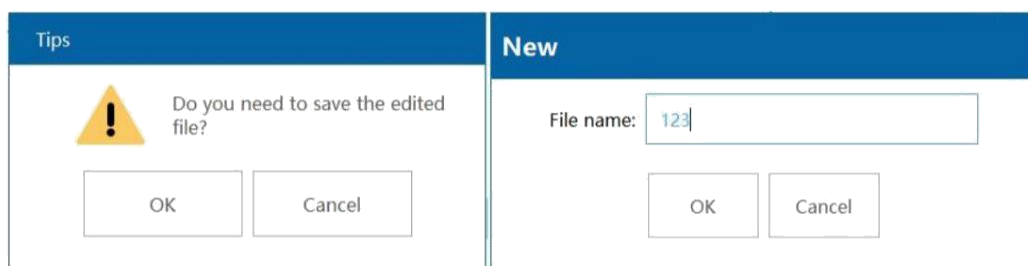 Tips
Do you need to save the edited
file?
OK
Cancel
New
File name: 123
OK
Cancel